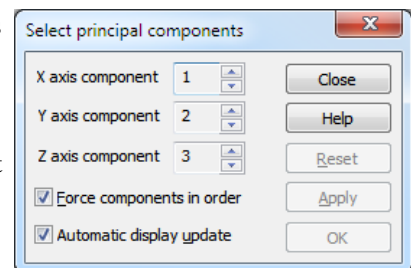 Select principal components
X axis component 1 Close
Y axis component 2 Help
Z axis component 3 Reset
Force components in order Apply
Automatic display update OK